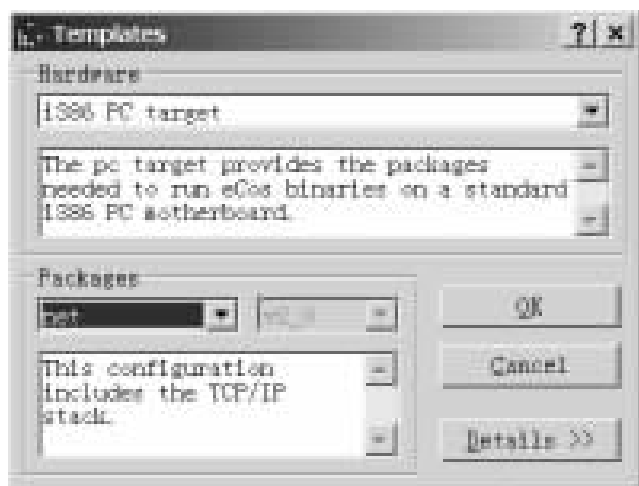 Templates
Hardware
i386 PC target
The pc target provides the packages
needed to run eCos binaries on a standard
i386 PC motherboard.
Packages
net
OK
This configuration
includes the TCP/IP
stack.
Cancel
Details >>